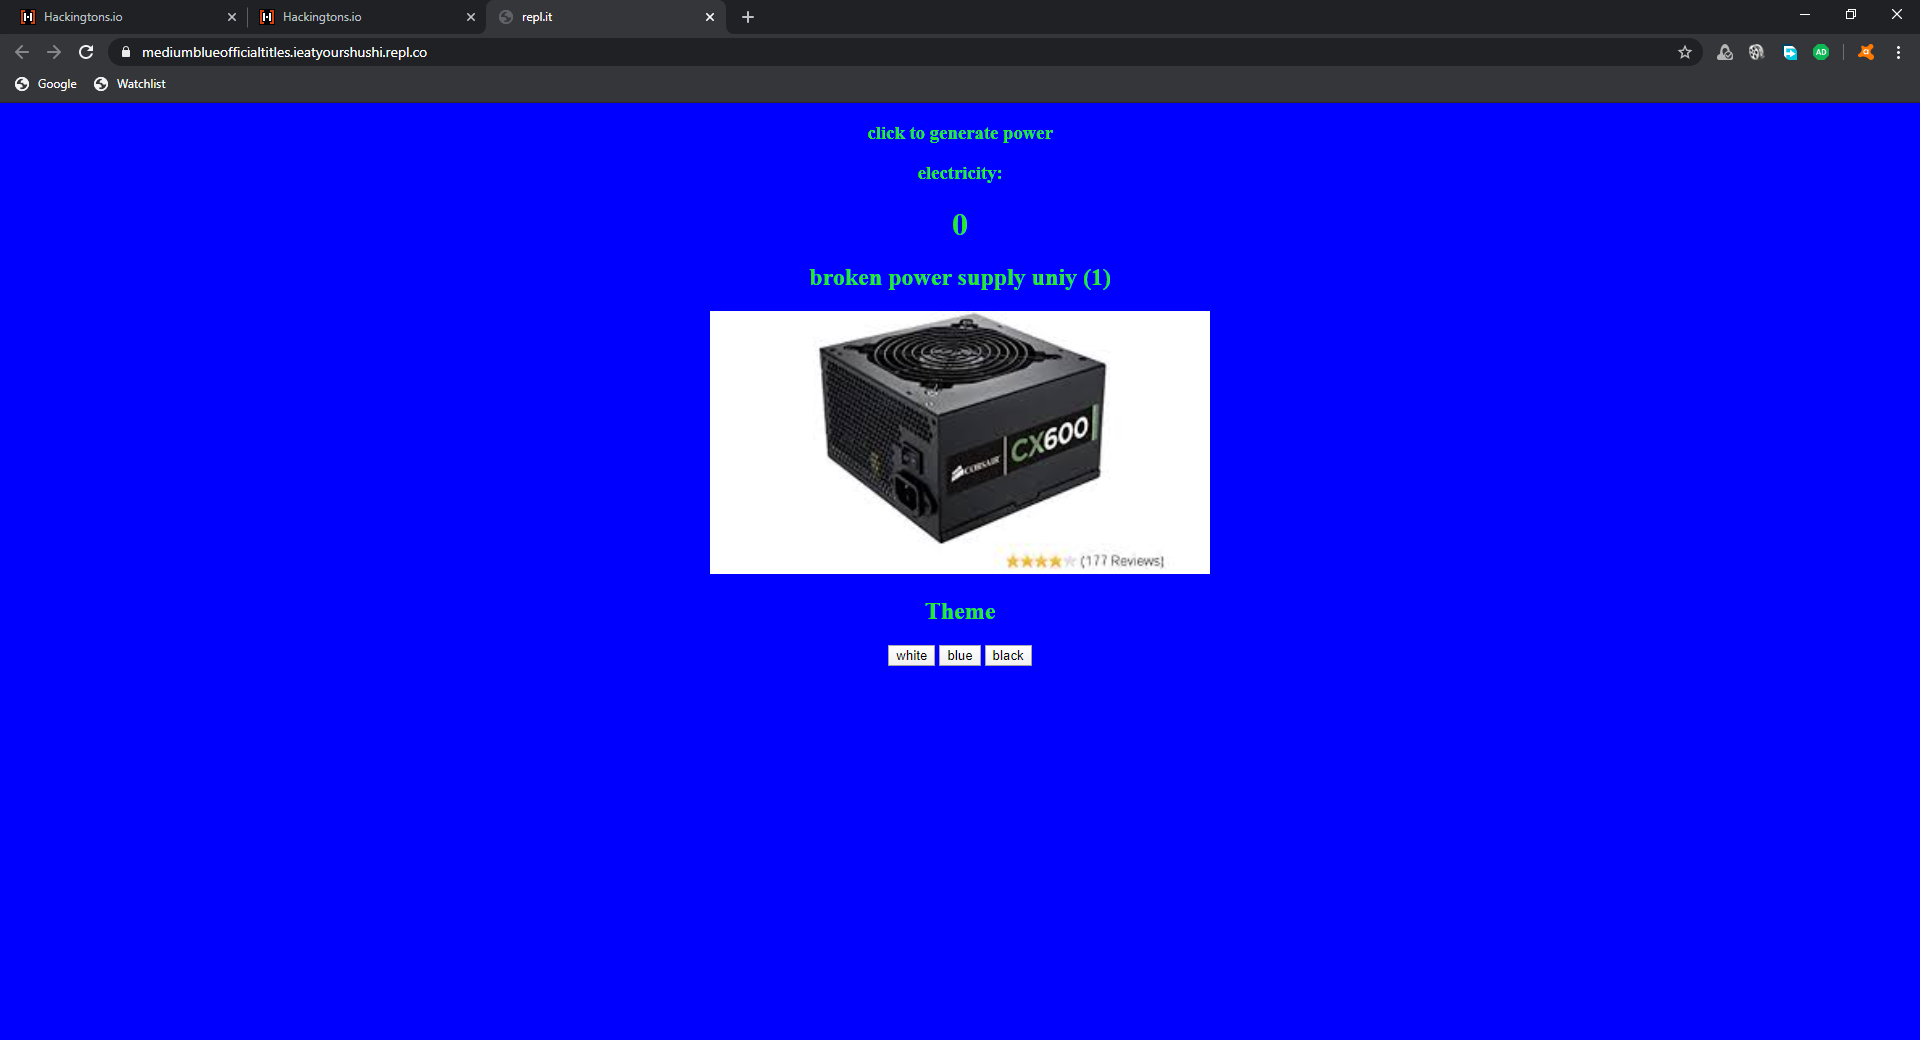 Hackingtons.io
Hackingtons.io
repl.it
mediumblueofficialtitles.ieatyourshushi.repl.co
AD
Google
Watchlist
click to generate power
electricity:
0
broken power supply uniy (1)
CORSAIR CX600
(177 Reviews)
Theme
white blue black